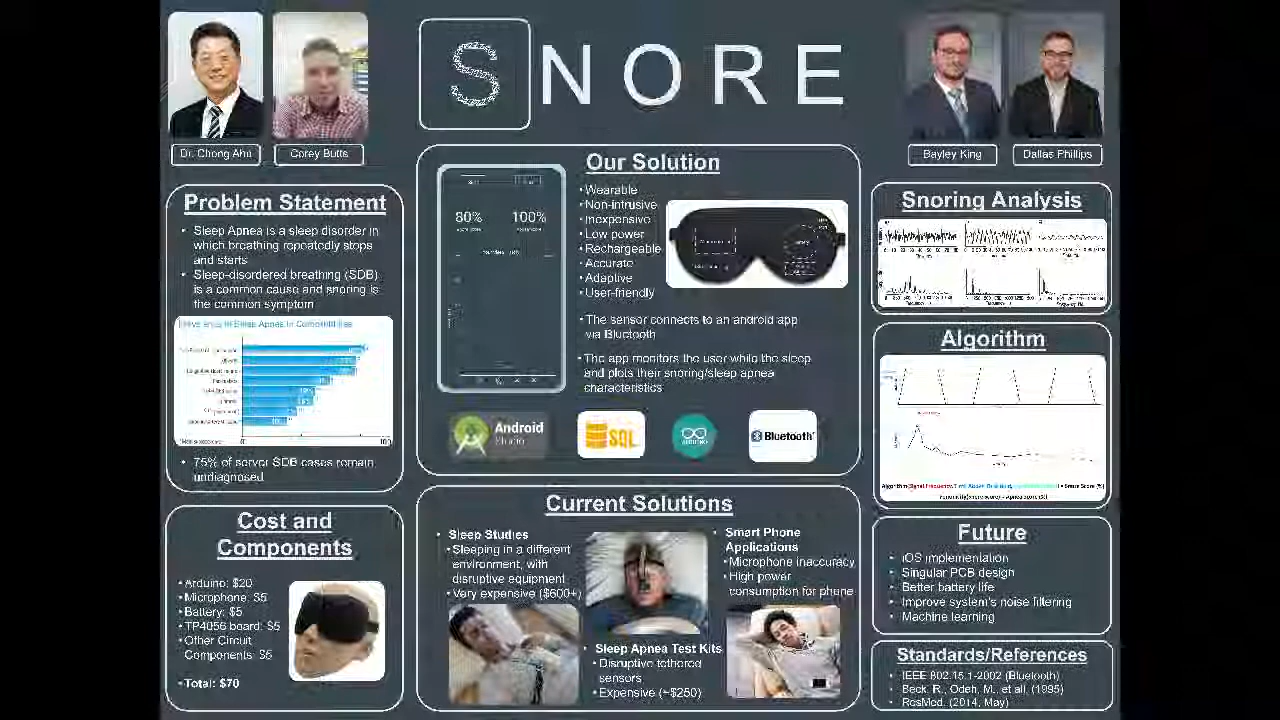 SNORE
Dr. Chong Ahn
Corey Butts
Bayley King
Dallas Phillips
Problem Statement
• Sleep Apnea is a sleep disorder in
which breathing repeatedly stops
and starts
• Sleep-disordered breathing (SDB)
is a common cause and snoring is
the common symptom
• 75% of server SDB cases remain
undiagnosed
Cost and
Components
• Arduino: $20
• Microphone: $5
• Battery: $5
• TP4056 board: $5
• Other Circuit
Components: $5
• Total: $70
Our Solution
80%
100%
• Wearable
• Non-intrusive
• Inexpensive
• Low power
• Rechargeable
• Accurate
• Adaptive
• User-friendly
• The sensor connects to an android app
via Bluetooth
• The app monitors the user while the sleep
and plots their snoring/sleep apnea
characteristics
Android
Studio
SQL
ARDUINO
Bluetooth
Current Solutions
• Sleep Studies
• Sleeping in a different
environment, with
disruptive equipment
• Very expensive ($600+)
• Sleep Apnea Test Kits
• Disruptive tethered
sensors
• Expensive (~$250)
• Smart Phone
Applications
• Microphone inaccuracy
• High power
consumption for phone
Snoring Analysis
Algorithm
Future
• iOS implementation
• Singular PCB design
• Better battery life
• Improve system's noise filtering
• Machine learning
Standards/References
• IEEE 802.15.1-2002 (Bluetooth)
• Beck, R., Odeh, M., et all, (1995)
• ResMed. (2014, May)